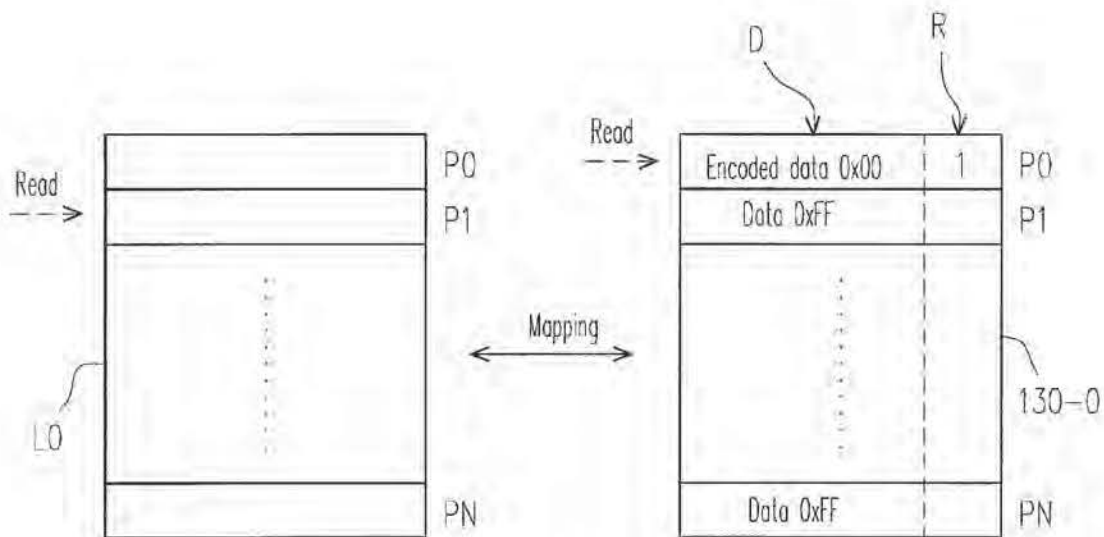 D
R
Read
Encoded data 0x00
1
P0
P0
Read
Data 0xFF
P1
P1
Mapping
130-0
L0
Data 0xFF
PN
PN